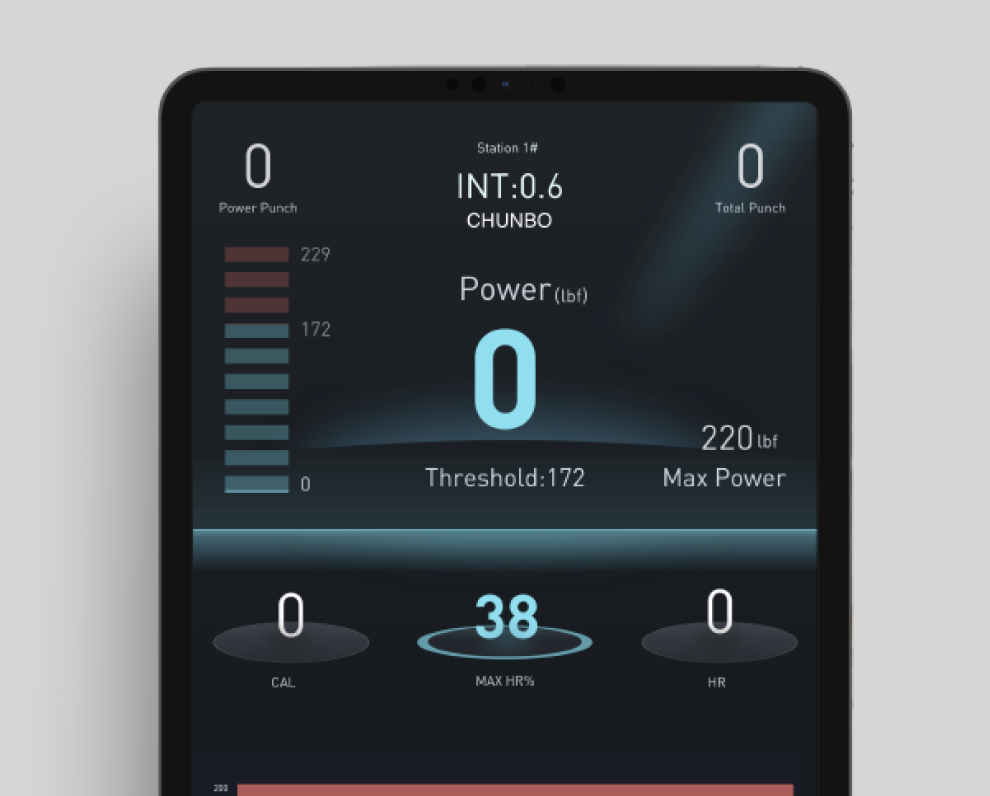 0
Power Punch
Station 1#
INT:0.6
CHUNBO
0
Total Punch
229
172
0
Power(lbf)
0
Threshold:172
220 lbf
Max Power
0
CAL
38
MAX HR%
0
HR
200